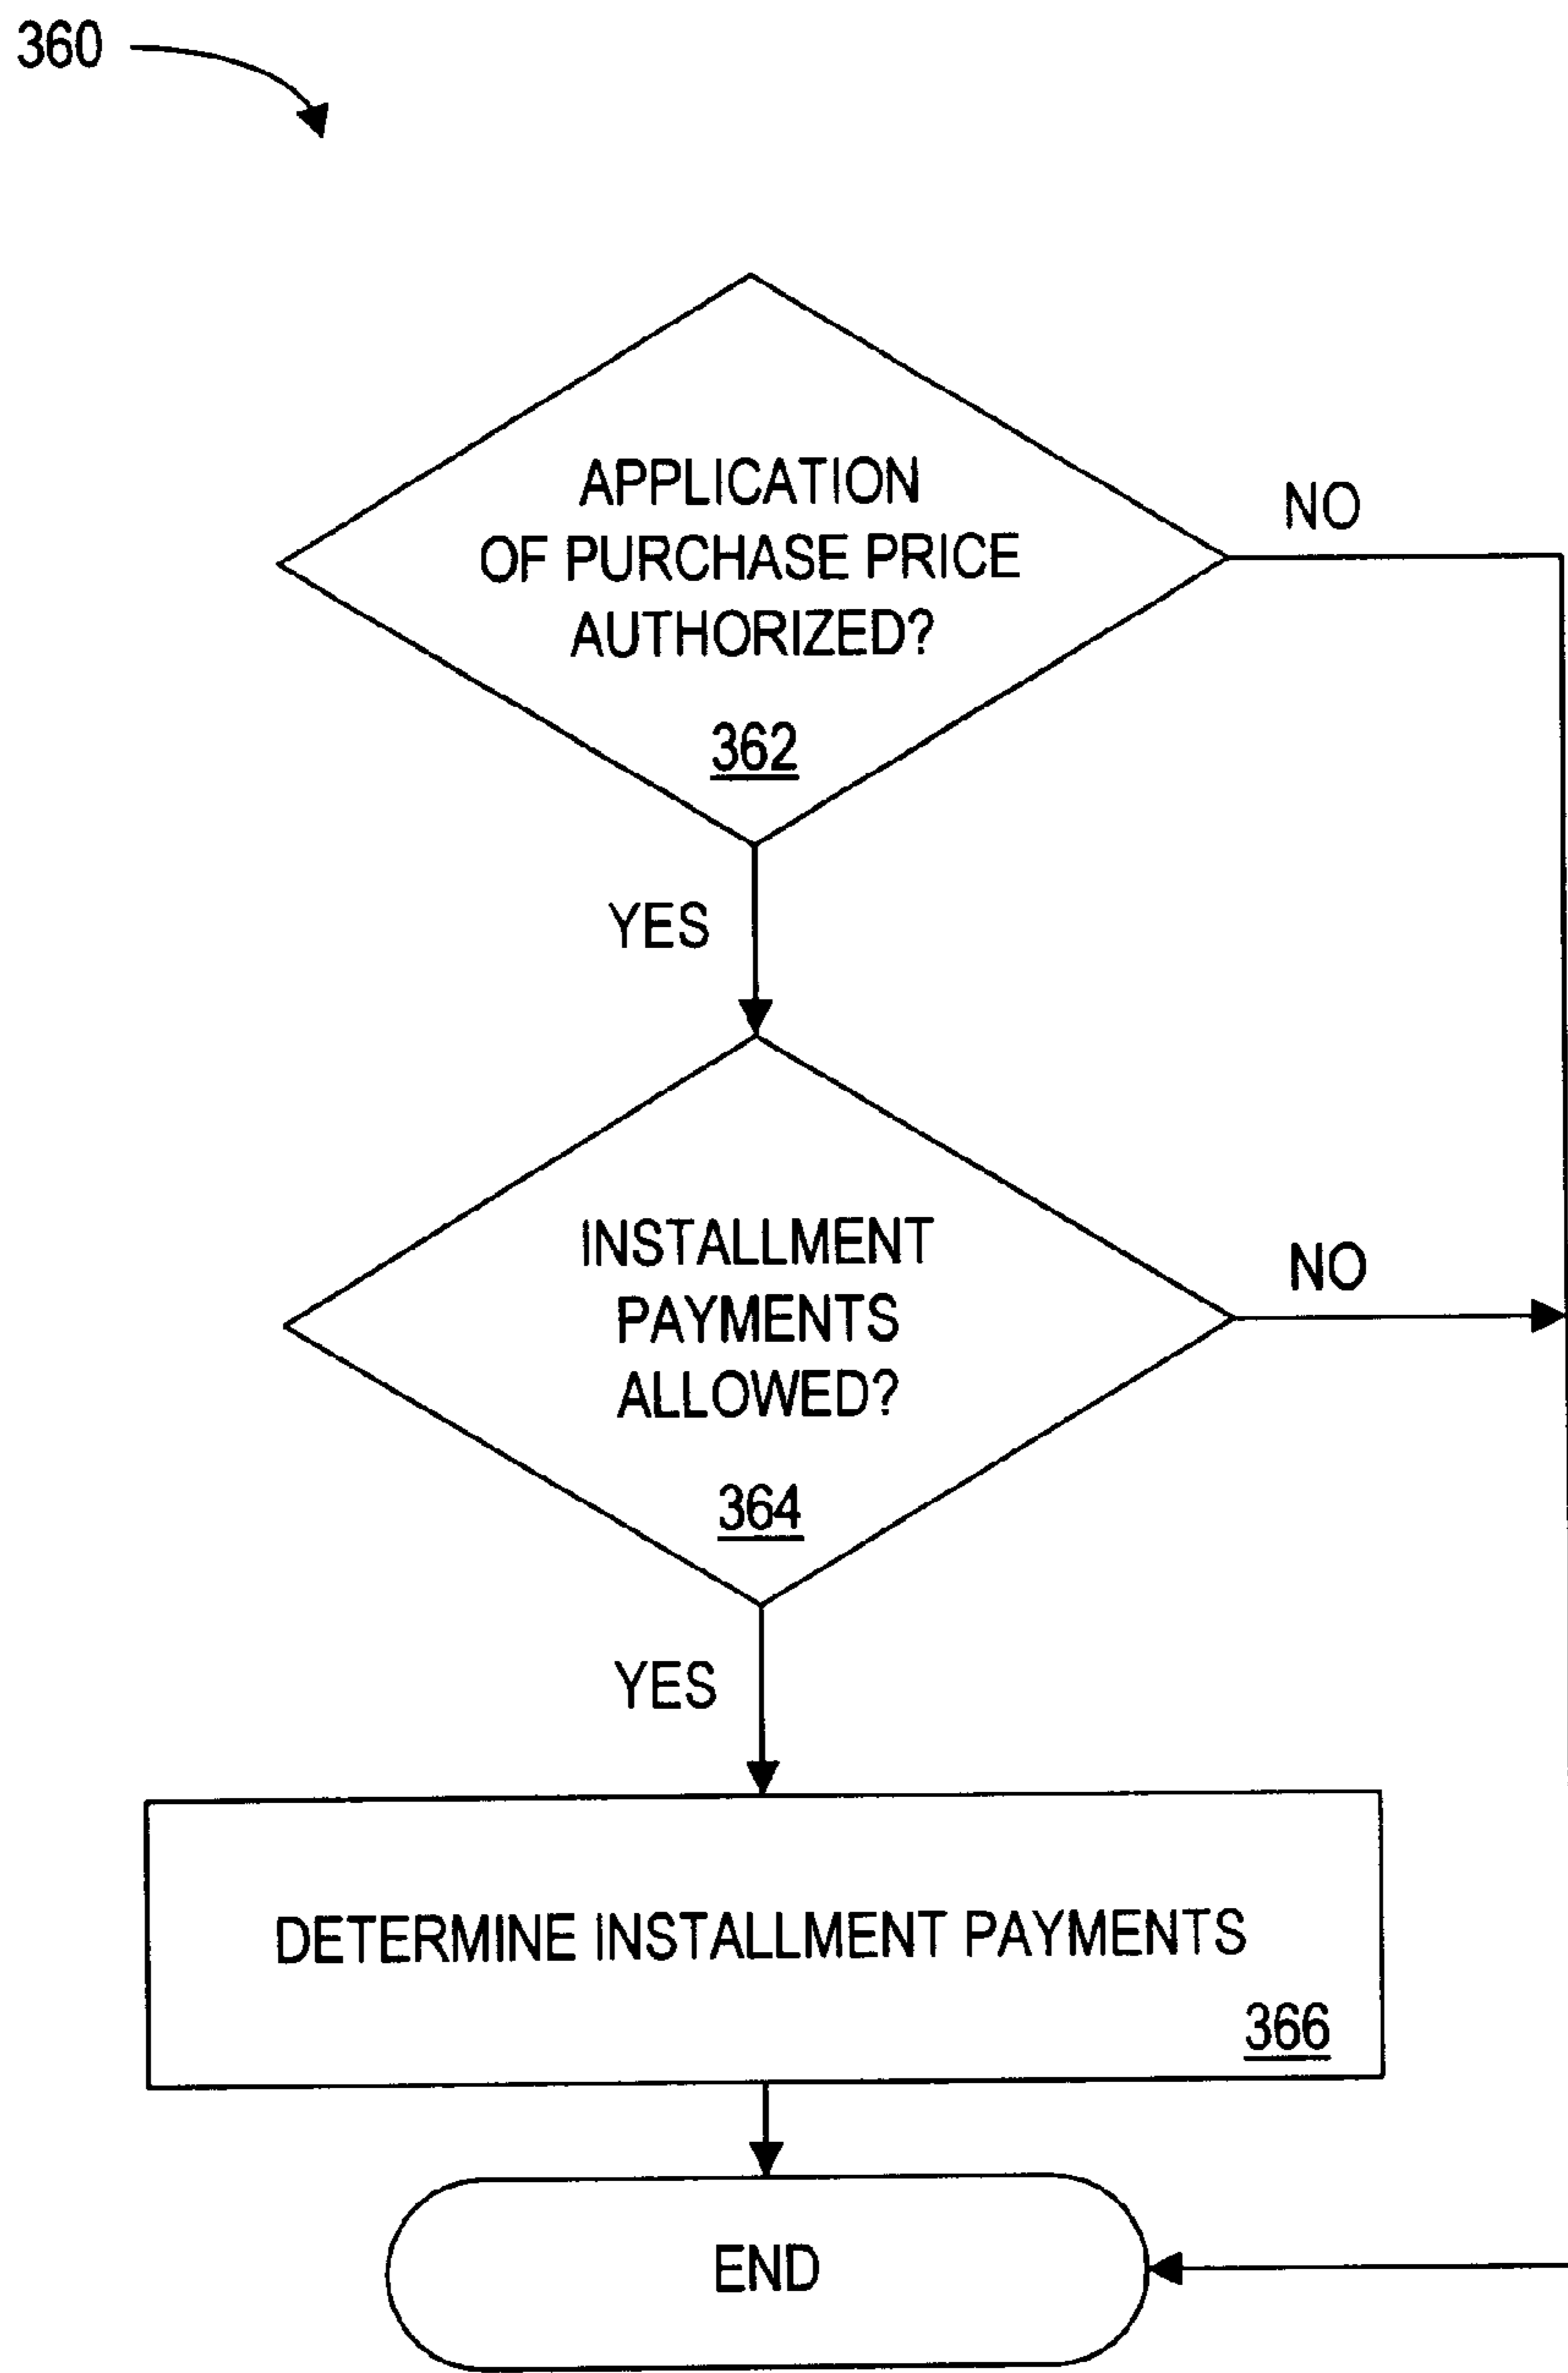 360
APPLICATION
OF PURCHASE PRICE
AUTHORIZED?
362
NO
YES
INSTALLMENT
PAYMENTS
ALLOWED?
364
NO
YES
DETERMINE INSTALLMENT PAYMENTS
366
END